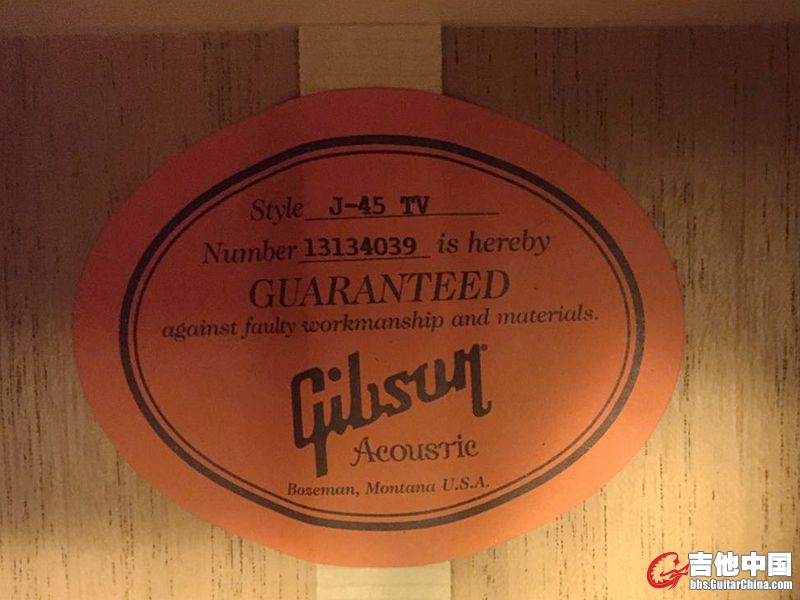 Style J-45 TV
Number 13134039 is hereby
GUARANTEED
against faulty workmanship and materials.
Gibson
Acoustic
Bozeman, Montana U.S.A.
吉他中国
bbs.GuitarChina.com